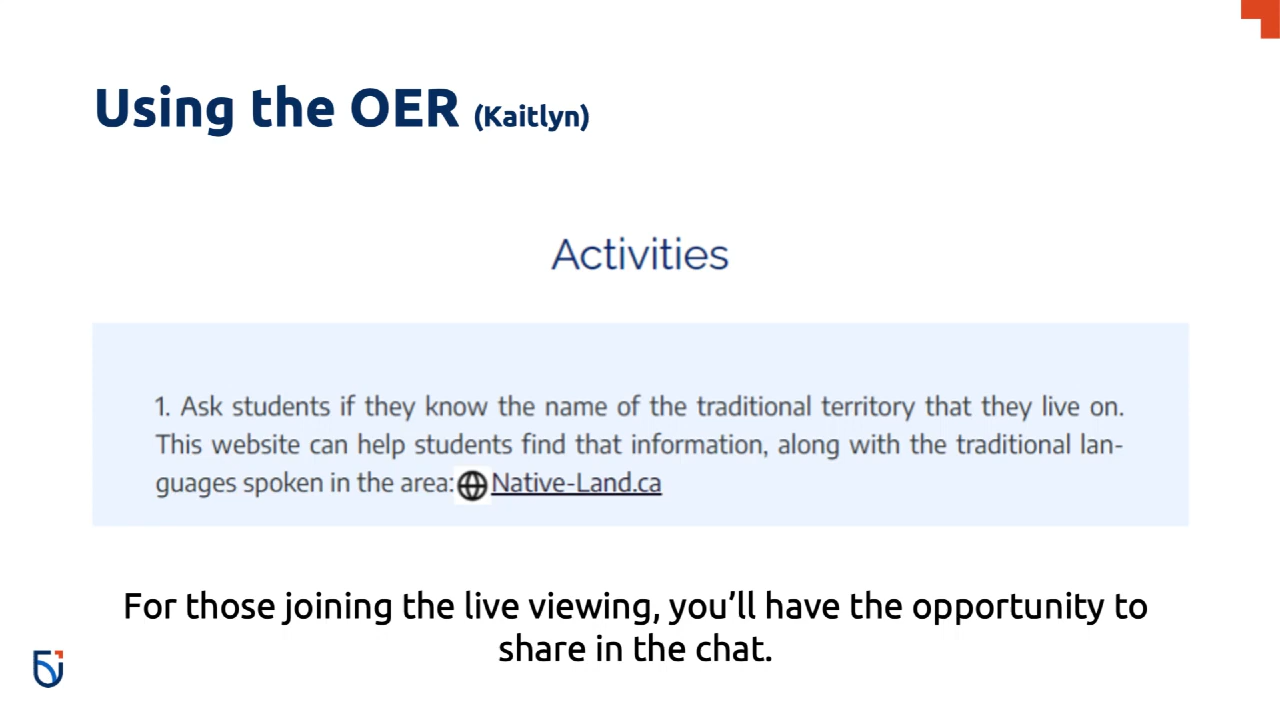 Using the OER (Kaitlyn)
Activities
1. Ask students if they know the name of the traditional territory that they live on.
This website can help students find that information, along with the traditional lan-
guages spoken in the area: Native-Land.ca
For those joining the live viewing, you’ll have the opportunity to
share in the chat.